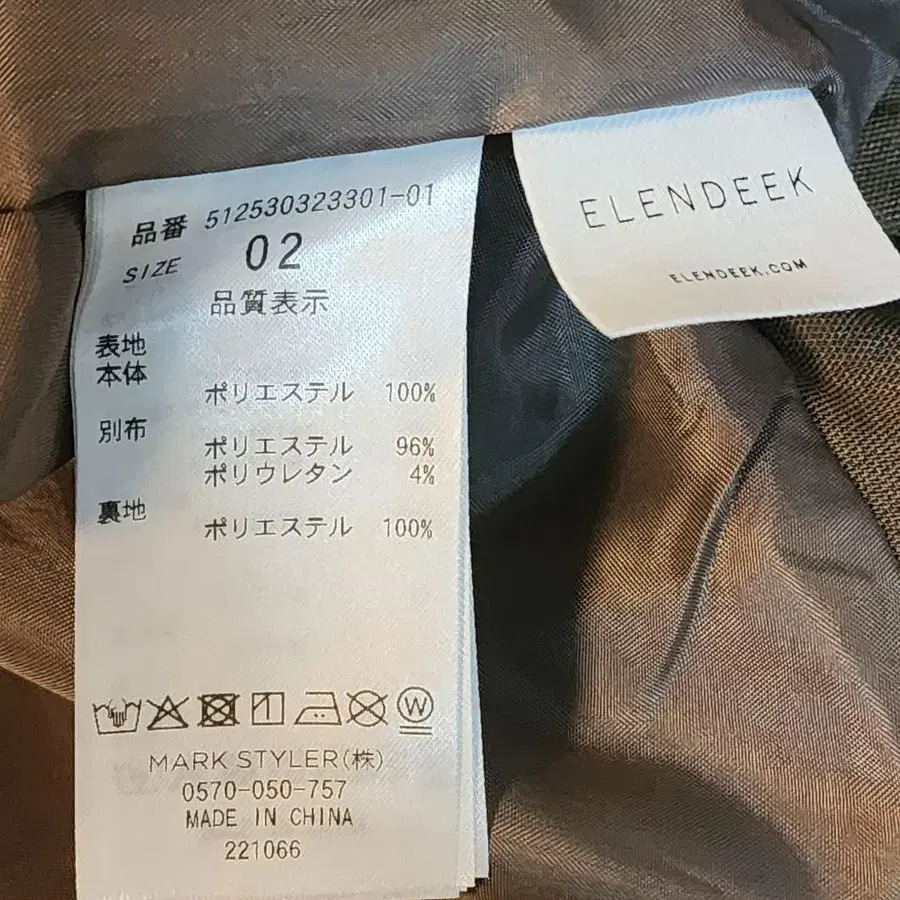 品番 512530323301-01
SIZE 02
品質表示
表地
本体
ポリエステル 100%
別布
ポリエステル 96%
ポリウレタン 4%
裏地
ポリエステル 100%
W
MARK STYLER(株)
0570-050-757
MADE IN CHINA
221066
ELENDEEK
ELENDEEK.COM